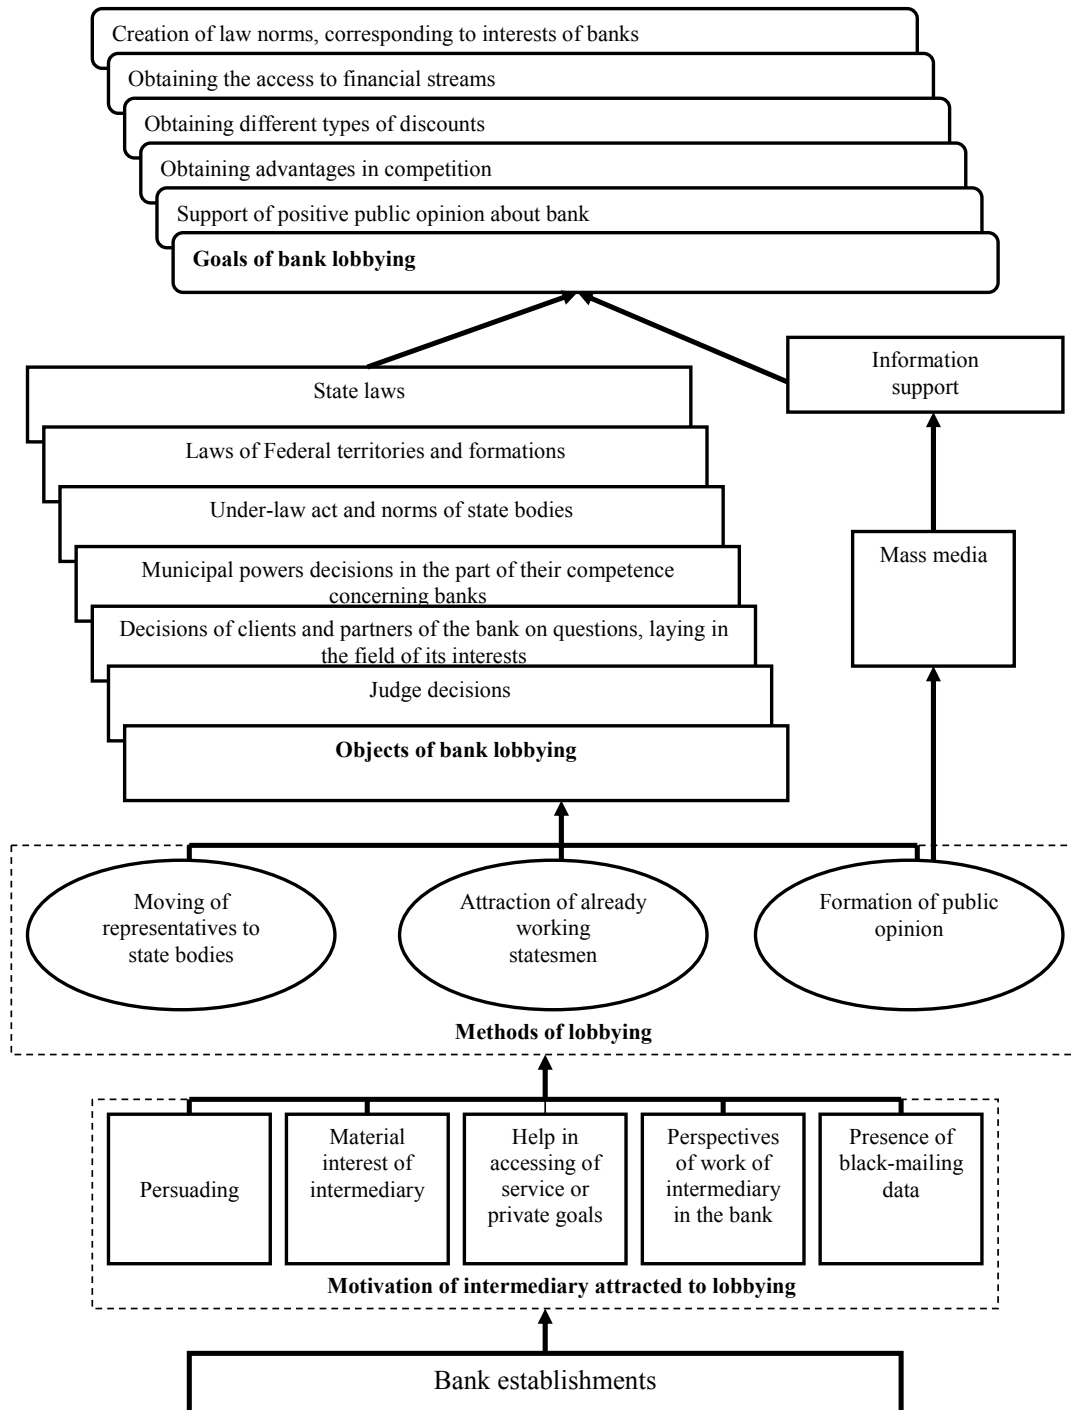 Creation of law norms, corresponding to interests of banks
Obtaining the access to financial streams
Obtaining different types of discounts
Obtaining advantages in competition
Support of positive public opinion about bank
Goals of bank lobbying
Information
support
State laws
Laws of Federal territories and formations
Under-law act and norms of state bodies
Municipal powers decisions in the part of their competence
concerning banks
Decisions of clients and partners of the bank on questions, laying in
the field of its interests
Judge decisions
Objects of bank lobbying
Mass media
Moving of
representatives to
state bodies
Attraction of already
working
statesmen
Formation of public
opinion
Methods of lobbying
Persuading
Material
interest of
intermediary
Help in
accessing of
service or
private goals
Perspectives
of work of
intermediary
in the bank
Presence of
black-mailing
data
Motivation of intermediary attracted to lobbying
Bank establishments